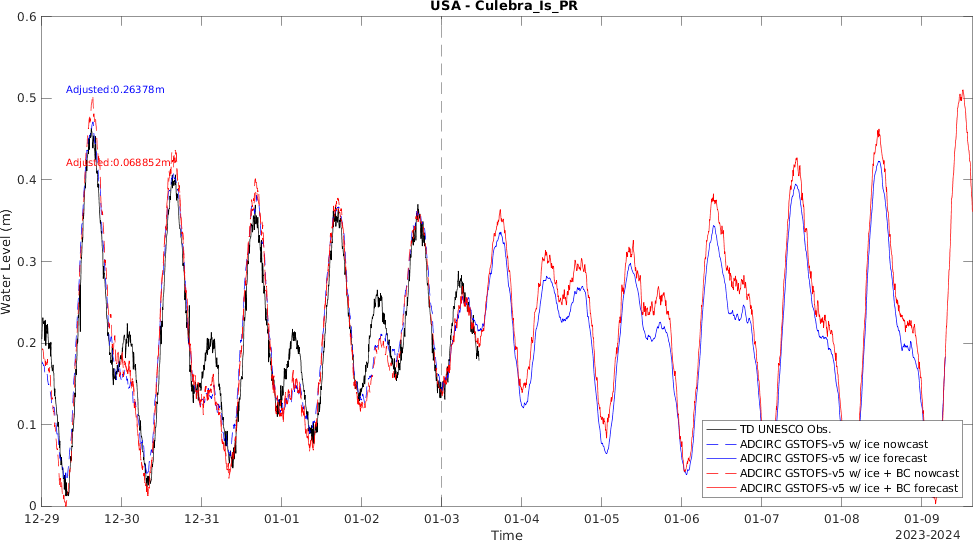 USA - Culebra_Is_PR
0.6
0.5
0.4
0.3
0.2
0.1
0
Water Level (m)
Adjusted:0.26378m
Adjusted:0.068852m
TD UNESCO Obs.
ADCIRC GSTOFS-v5 w/ ice nowcast
ADCIRC GSTOFS-v5 w/ ice forecast
ADCIRC GSTOFS-v5 w/ ice + BC nowcast
ADCIRC GSTOFS-v5 w/ ice + BC forecast
12-29 12-30 12-31 01-01 01-02 01-03 01-04 01-05 01-06 01-07 01-08 01-09
2023-2024
Time